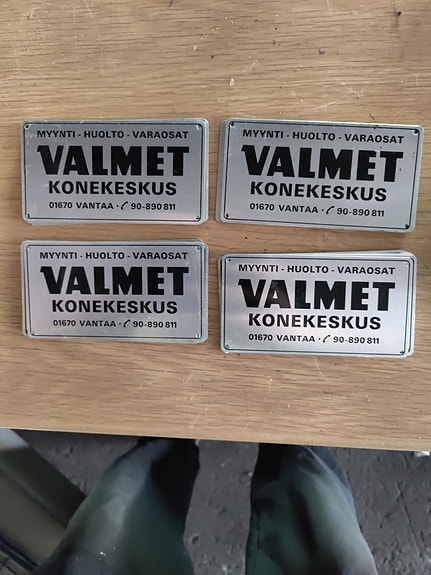 MYYNTI - HUOLTO - VARAOSAT
VALMET
KONEKESKUS
01670 VANTAA · 90-890 811
MYYNTI - HUOLTO - VARAOSAT
VALMET
KONEKESKUS
01670 VANTAA · 90-890 811
MYYNTI - HUOLTO - VARAOSAT
VALMET
KONEKESKUS
01670 VANTAA · 90-890 811
MYYNTI - HUOLTO - VARAOSAT
VALMET
KONEKESKUS
01670 VANTAA · 90-890 811